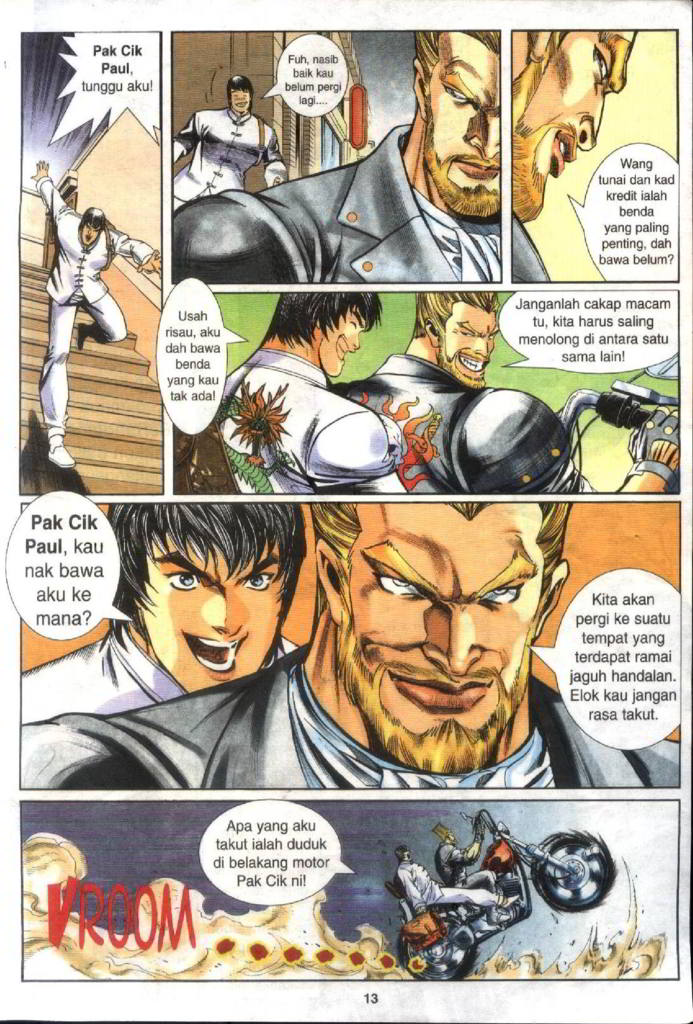 Pak Cik
Paul,
tunggu aku!
Fuh, nasib
baik kau
belum pergi
lagi....
Wang
tunai dan kad
kredit ialah
benda
yang paling
penting, dah
bawa belum?
Usah
risau, aku
dah bawa
benda
yang kau
tak ada!
Janganlah cakap macam
tu, kita harus saling
menolong di antara satu
sama lain!
Pak Cik
Paul, kau
nak bawa
aku ke
mana?
Kita akan
pergi ke suatu
tempat yang
terdapat ramai
jaguh handalan.
Elok kau jangan
rasa takut.
Apa yang aku
takut ialah duduk
di belakang motor
Pak Cik ni!
VROOM
13